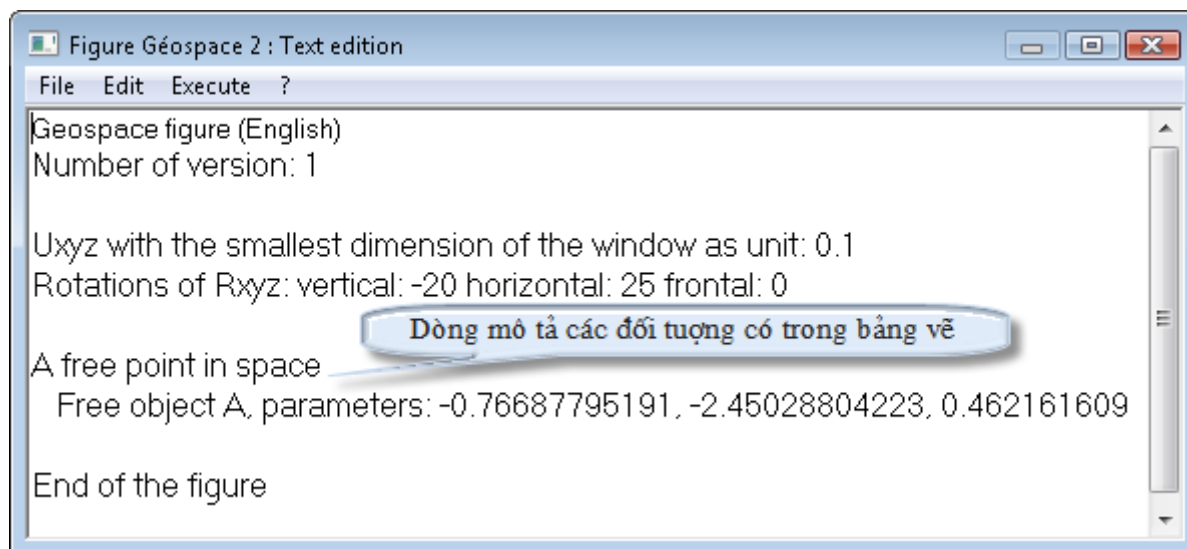 Figure Géospace 2 : Text edition
File Edit Execute ?
Geospace figure (English)
Number of version: 1
Uxyz with the smallest dimension of the window as unit: 0.1
Rotations of Rxyz: vertical: -20 horizontal: 25 frontal: 0
Dòng mô tả các đối tượng có trong bảng vẽ
A free point in space
Free object A, parameters: -0.76687795191, -2.45028804223, 0.462161609
End of the figure